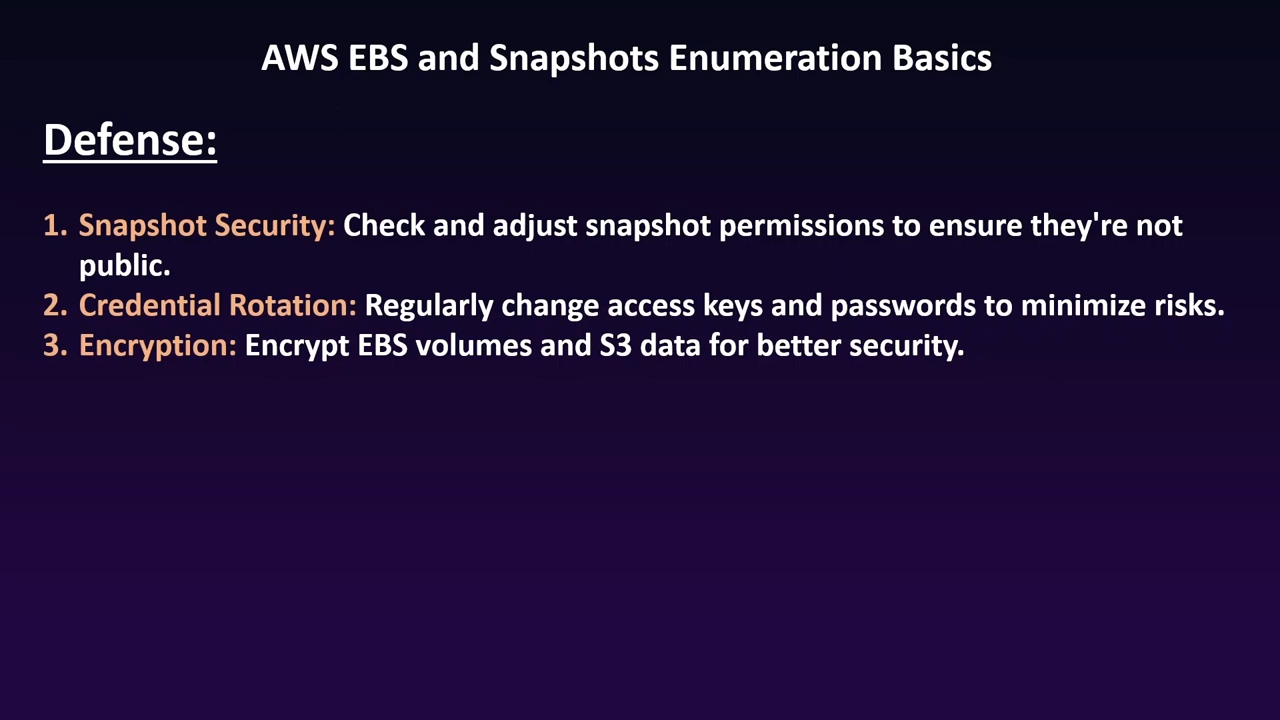 AWS EBS and Snapshots Enumeration Basics
Defense:
1. Snapshot Security: Check and adjust snapshot permissions to ensure they're not
public.
2. Credential Rotation: Regularly change access keys and passwords to minimize risks.
3. Encryption: Encrypt EBS volumes and S3 data for better security.